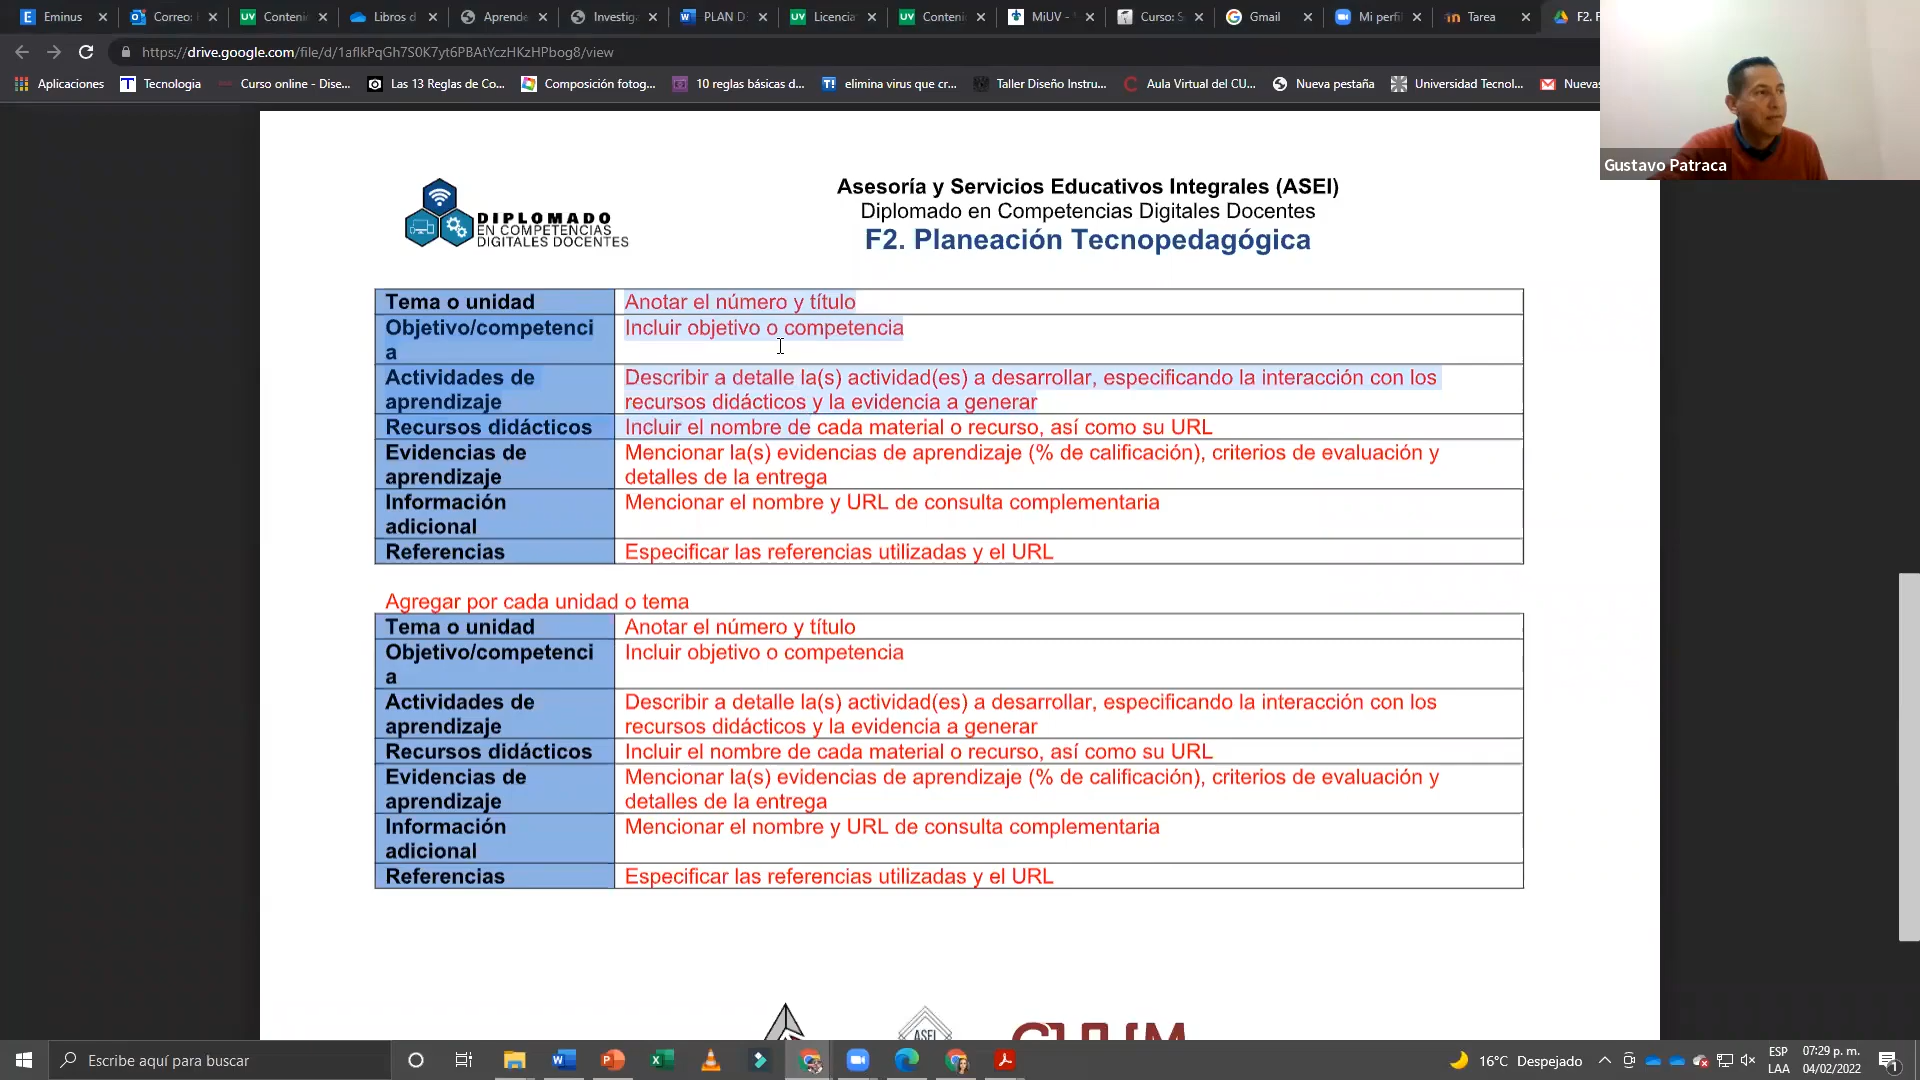 Eminus
Correo:
Contenid
Libros d
Aprende
Investig
PLAN D
Licencia
Conteni
MiUV -
Curso: S
Gmail
Mi perfi
Tarea
F2. F
https://drive.google.com/file/d/1aflkPqGh7S0K7yt6PBAtYczHKzHPbog8/view
Aplicaciones
Tecnologia
Curso online - Dise...
Las 13 Reglas de Co...
Composición fotog...
10 reglas básicas d...
elimina virus que cr...
Taller Diseño Instru...
Aula Virtual del CU...
Nueva pestaña
Universidad Tecnol...
Nuevas
Gustavo Patraca
DIPLOMADO
EN COMPETENCIAS
DIGITALES DOCENTES
Asesoría y Servicios Educativos Integrales (ASEI)
Diplomado en Competencias Digitales Docentes
F2. Planeación Tecnopedagógica
Tema o unidad
Anotar el número y título
Objetivo/competenci
a
Incluir objetivo o competencia
Actividades de
aprendizaje
Describir a detalle la(s) actividad(es) a desarrollar, especificando la interacción con los
recursos didácticos y la evidencia a generar
Recursos didácticos
Incluir el nombre de cada material o recurso, así como su URL
Evidencias de
aprendizaje
Mencionar la(s) evidencias de aprendizaje (% de calificación), criterios de evaluación y
detalles de la entrega
Información
adicional
Mencionar el nombre y URL de consulta complementaria
Referencias
Especificar las referencias utilizadas y el URL
Agregar por cada unidad o tema
Tema o unidad
Anotar el número y título
Objetivo/competenci
a
Incluir objetivo o competencia
Actividades de
aprendizaje
Describir a detalle la(s) actividad(es) a desarrollar, especificando la interacción con los
recursos didácticos y la evidencia a generar
Recursos didácticos
Incluir el nombre de cada material o recurso, así como su URL
Evidencias de
aprendizaje
Mencionar la(s) evidencias de aprendizaje (% de calificación), criterios de evaluación y
detalles de la entrega
Información
adicional
Mencionar el nombre y URL de consulta complementaria
Referencias
Especificar las referencias utilizadas y el URL
ASEI
Escribe aquí para buscar
16°C Despejado
ESP
LAA
07:29 p. m.
04/02/2022
1